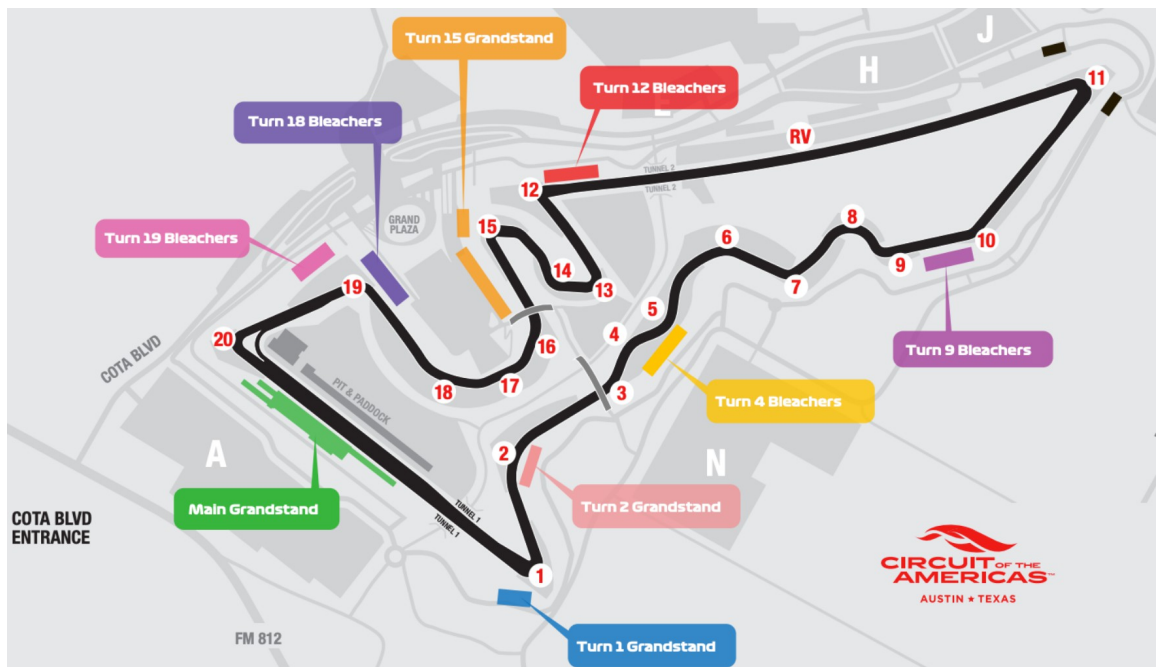 Turn 15 Grandstand
J
H
11
Turn 12 Bleachers
E
Turn 18 Bleachers
RV
TUNNEL 2
TUNNEL 2
12
GRAND
PLAZA
15
8
6
10
Turn 19 Bleachers
14
13
9
7
19
5
4
20
16
Turn 9 Bleachers
COTA BLVD
17
18
3
PIT & PADDOCK
Turn 4 Bleachers
A
2
N
Main Grandstand
Turn 2 Grandstand
TUNNEL 1
TUNNEL 1
COTA BLVD
ENTRANCE
1
CIRCUIT OF THE
AMERICAS™
AUSTIN ★ TEXAS
FM 812
Turn 1 Grandstand